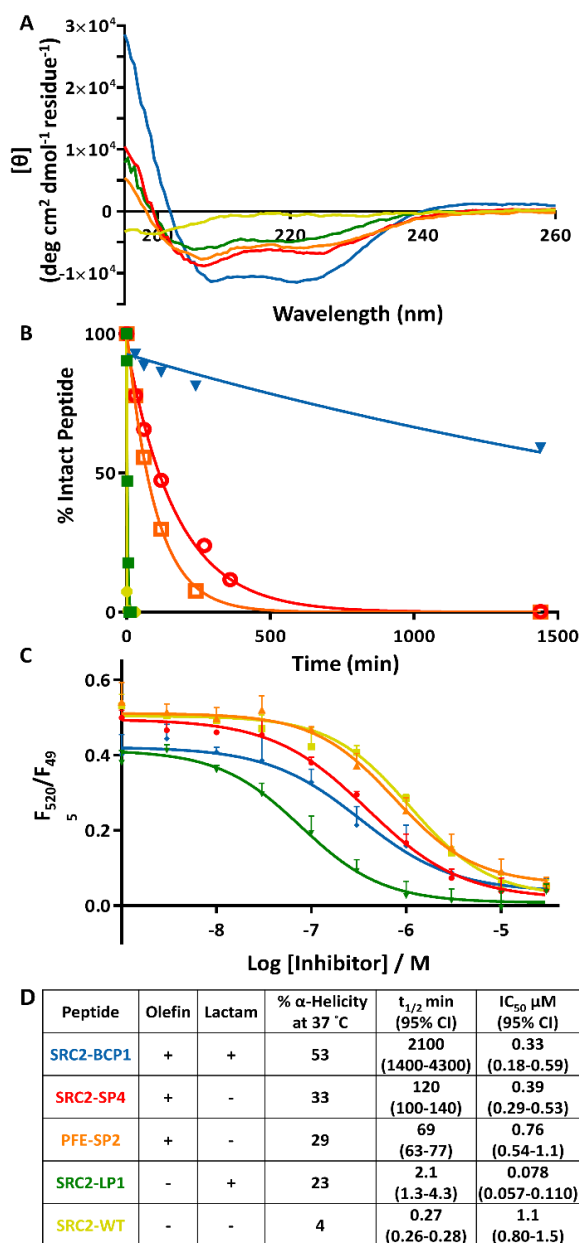 A
3×10⁴
2×10⁴
1×10⁴
0
-1×10⁴
[θ]
(deg cm² dmol⁻¹ residue⁻¹)
200 220 240 260
Wavelength (nm)
B
100
50
0
% Intact Peptide
0 500 1000 1500
Time (min)
C
0.6
0.4
0.2
0.0
F₅₂₀/F₄₉
5
-8 -7 -6 -5
Log [Inhibitor] / M
D
Peptide Olefin Lactam % α-Helicity at 37 ˚C t₁/₂ min (95% CI) IC₅₀ µM (95% CI)
SRC2-BCP1 + + 53 2100 (1400-4300) 0.33 (0.18-0.59)
SRC2-SP4 + - 33 120 (100-140) 0.39 (0.29-0.53)
PFE-SP2 + - 29 69 (63-77) 0.76 (0.54-1.1)
SRC2-LP1 - + 23 2.1 (1.3-4.3) 0.078 (0.057-0.110)
SRC2-WT - - 4 0.27 (0.26-0.28) 1.1 (0.80-1.5)